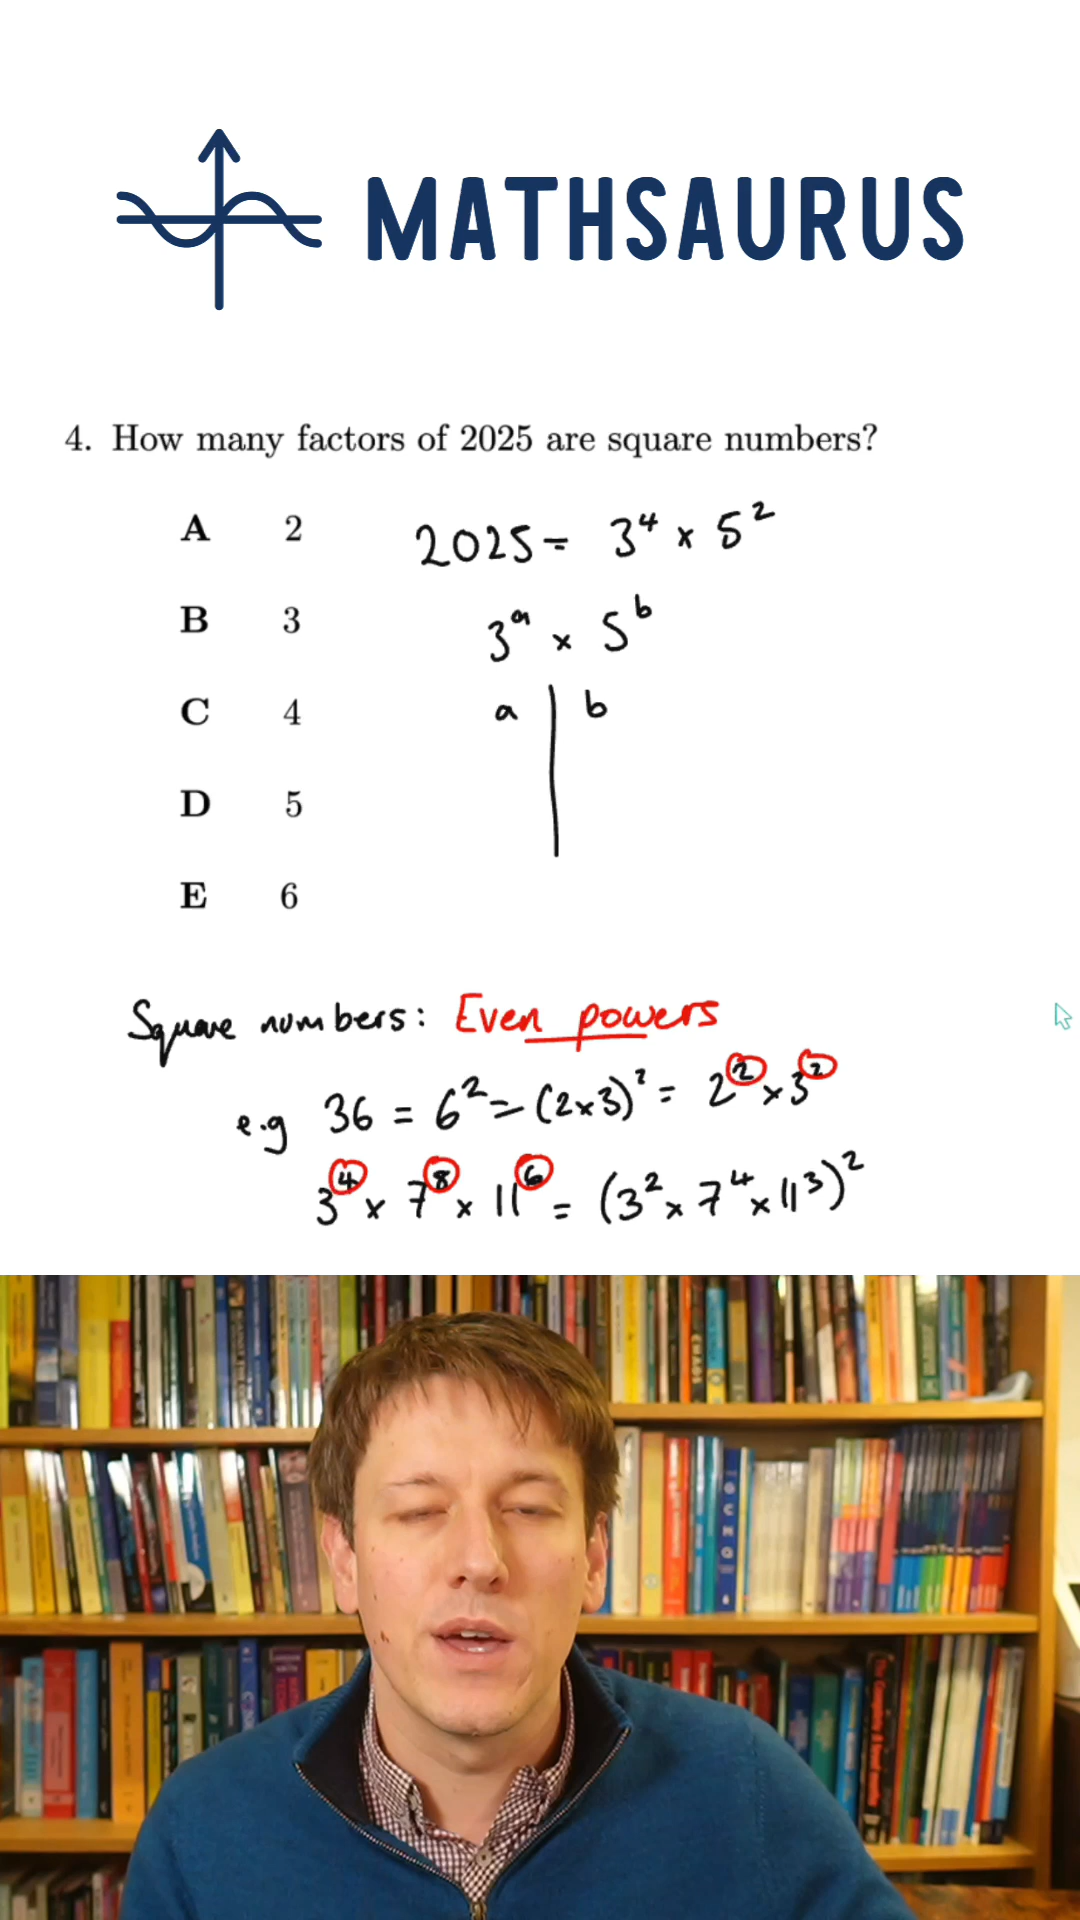 MATHSAURUS
4. How many factors of 2025 are square numbers?
A 2
2025 = 3⁴ × 5²
B 3
3ᵃ × 5ᵇ
C 4
a | b
D 5
E 6
Square numbers: Even powers
e.g 36 = 6² = (2×3)² = 2² × 3²
3⁴ × 7⁸ × 11⁶ = (3² × 7⁴ × 11³)²